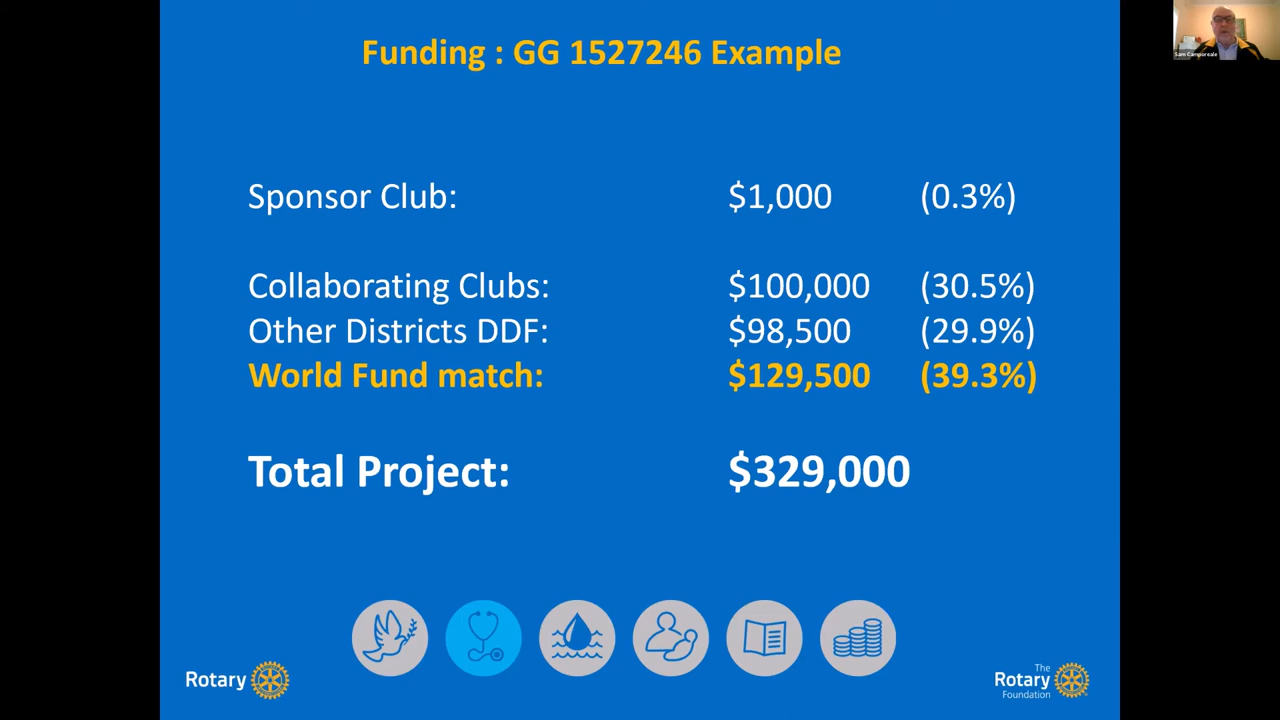 Funding : GG 1527246 Example
Sam Camporeale
Sponsor Club: $1,000 (0.3%)
Collaborating Clubs: $100,000 (30.5%)
Other Districts DDF: $98,500 (29.9%)
World Fund match: $129,500 (39.3%)
Total Project: $329,000
Rotary
The
Rotary
Foundation